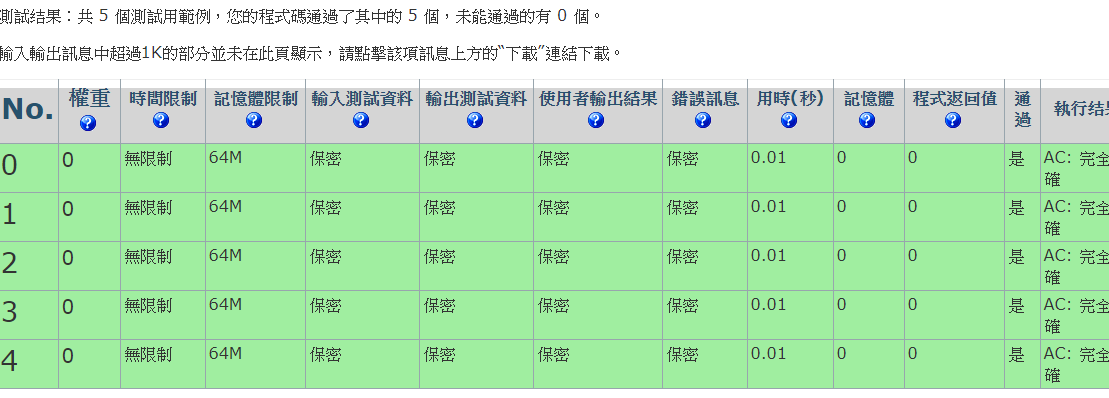 測試結果：共 5 個測試用範例，您的程式碼通過了其中的 5 個，未能通過的有 0 個。
輸入輸出訊息中超過1K的部分並未在此頁顯示，請點擊該項訊息上方的“下載”連結下載。
No. 權重 時間限制 記憶體限制 輸入測試資料 輸出測試資料 使用者輸出結果 錯誤訊息 用時(秒) 記憶體 程式返回值 通過 執行結果
0 0 無限制 64M 保密 保密 保密 保密 0.01 0 0 是 AC: 完全
確
1 0 無限制 64M 保密 保密 保密 保密 0.01 0 0 是 AC: 完全
確
2 0 無限制 64M 保密 保密 保密 保密 0.01 0 0 是 AC: 完全
確
3 0 無限制 64M 保密 保密 保密 保密 0.01 0 0 是 AC: 完全
確
4 0 無限制 64M 保密 保密 保密 保密 0.01 0 0 是 AC: 完全
確